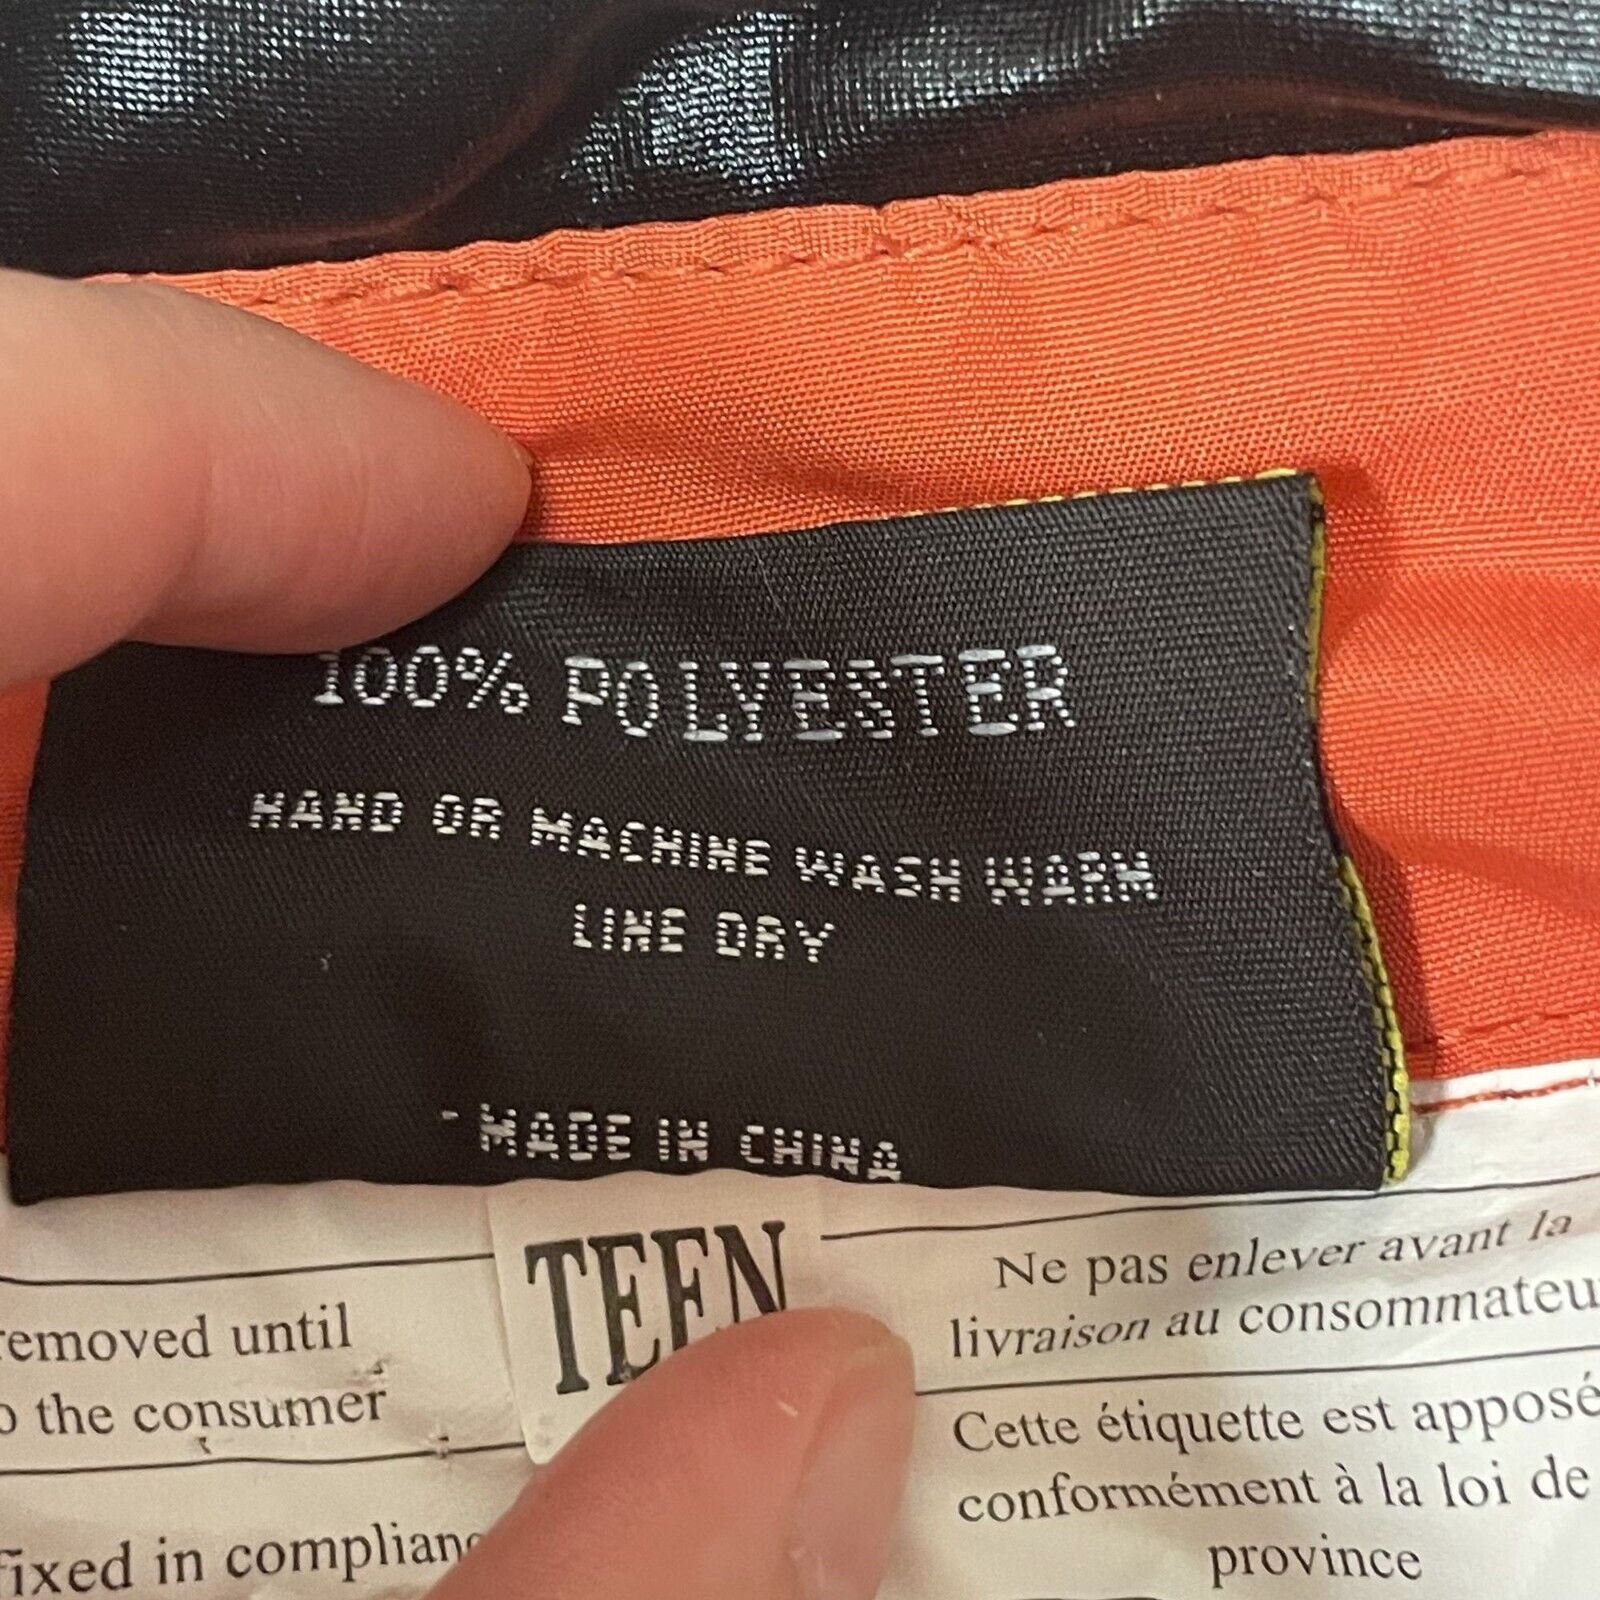 100% POLYESTER
HAND OR MACHINE WASH WARM
LINE DRY
MADE IN CHINA
TEEN
removed until
the consumer
Ne pas enlever avant la
livraison au consommateu
Cette étiquette est apposé
conformément à la loi de
province
fixed in complianc